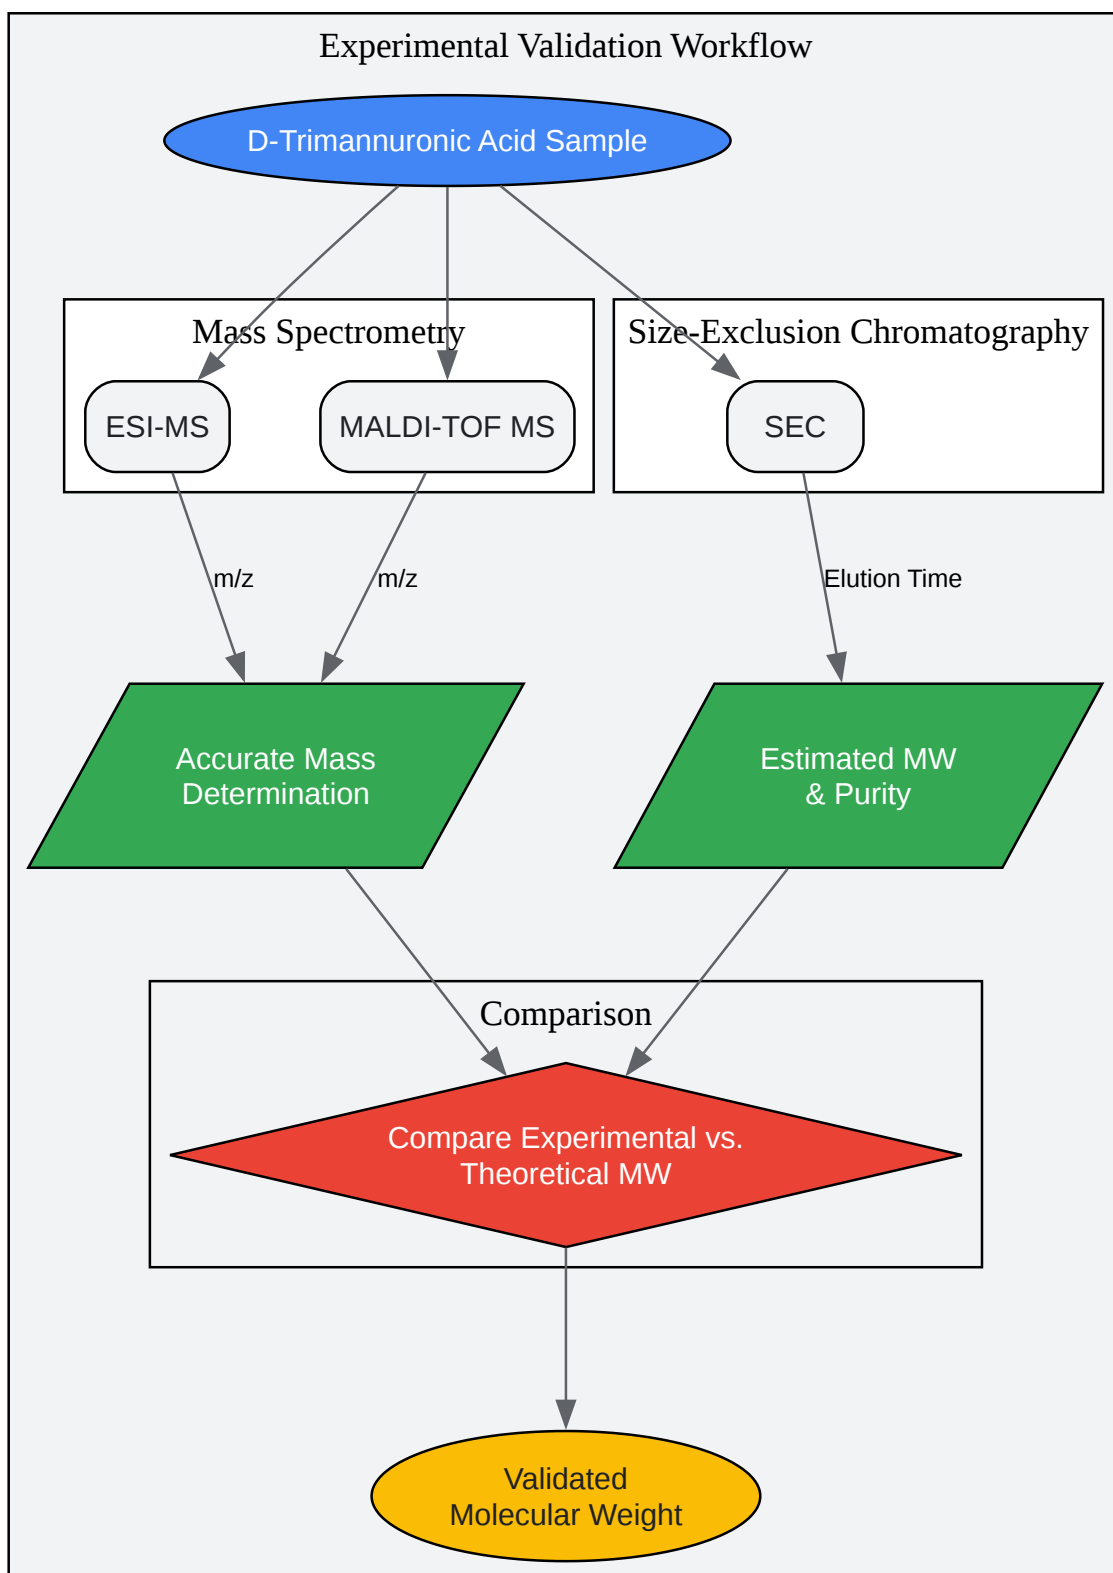 Experimental Validation Workflow
D-Trimannuronic Acid Sample
Mass Spectrometry
Size-Exclusion Chromatography
ESI-MS
MALDI-TOF MS
SEC
m/z
m/z
Elution Time
Accurate Mass
Determination
Estimated MW
& Purity
Comparison
Compare Experimental vs.
Theoretical MW
Validated
Molecular Weight